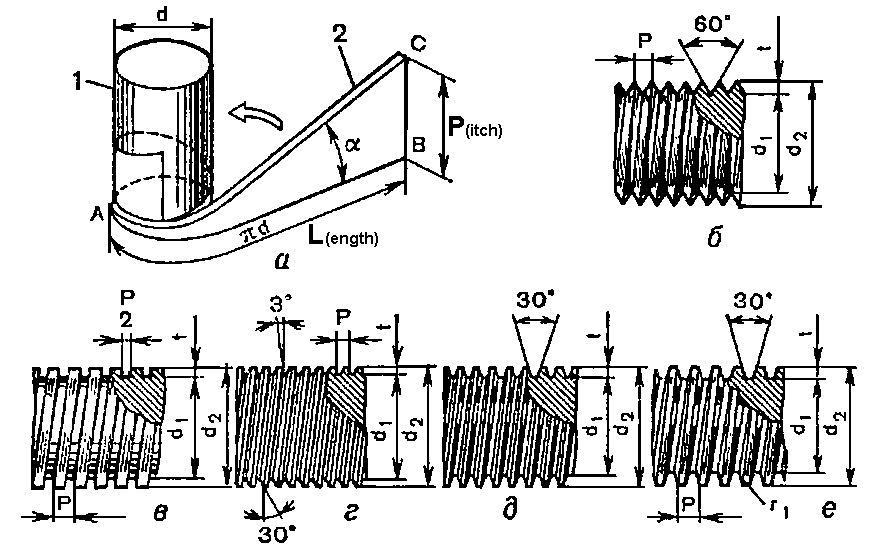 d
1
2
C
P(itch)
α
B
A
πd
L(ength)
а
60°
P
t
d1
d2
б
P
2
t
d1
d2
P
в
3°
P
t
d1
d2
30°
г
30°
t
d1
d2
д
30°
t
d1
d2
P
r1
е